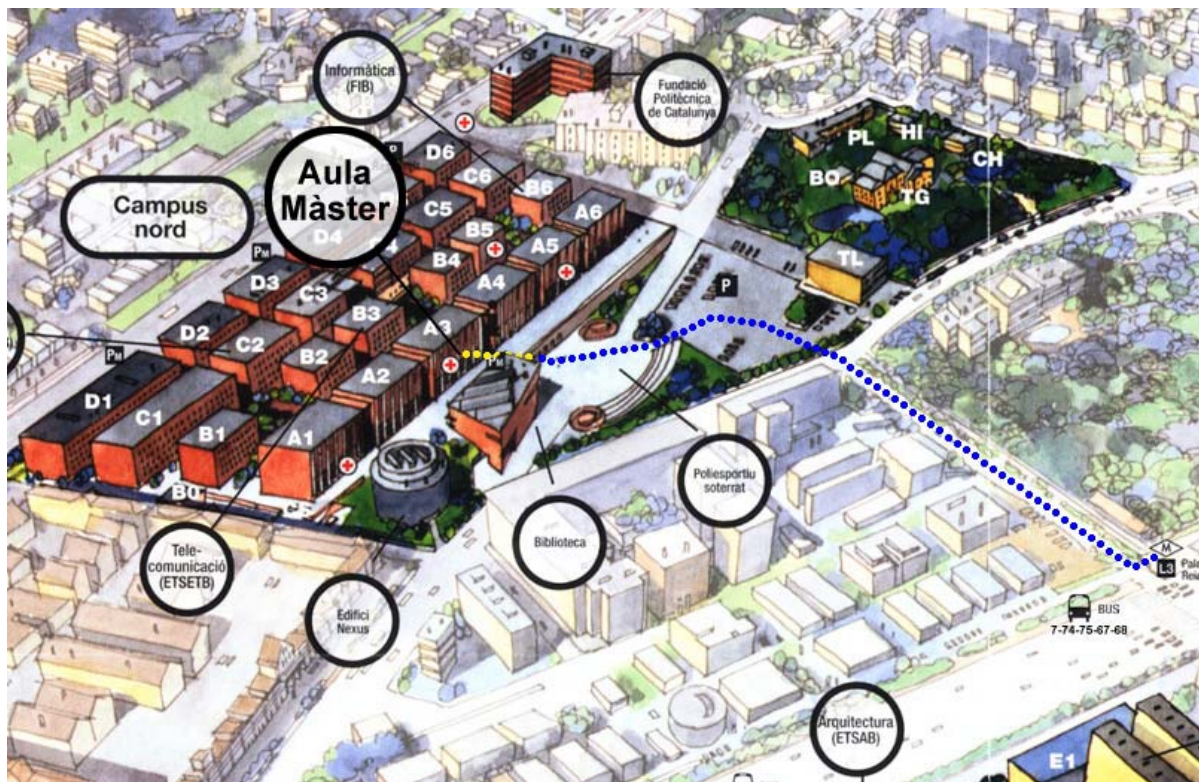 Informàtica
(FIB)
Fundació
Politècnica
de Catalunya
Aula
Màster
Campus
nord
D6
C6
B6
A6
C5
B5
A5
D4
B4
A4
D3
C3
B3
A3
D2
C2
B2
A2
D1
C1
B1
A1
B0
PM
PM
PM
PL
HI
CH
BO
TG
TL
P
Poliesportiu
soterrat
Biblioteca
Tele-
comunicació
(ETSETB)
Edifici
Nexus
M
L3
BUS
7-74-75-67-68
Arquitectura
(ETSAB)
E1